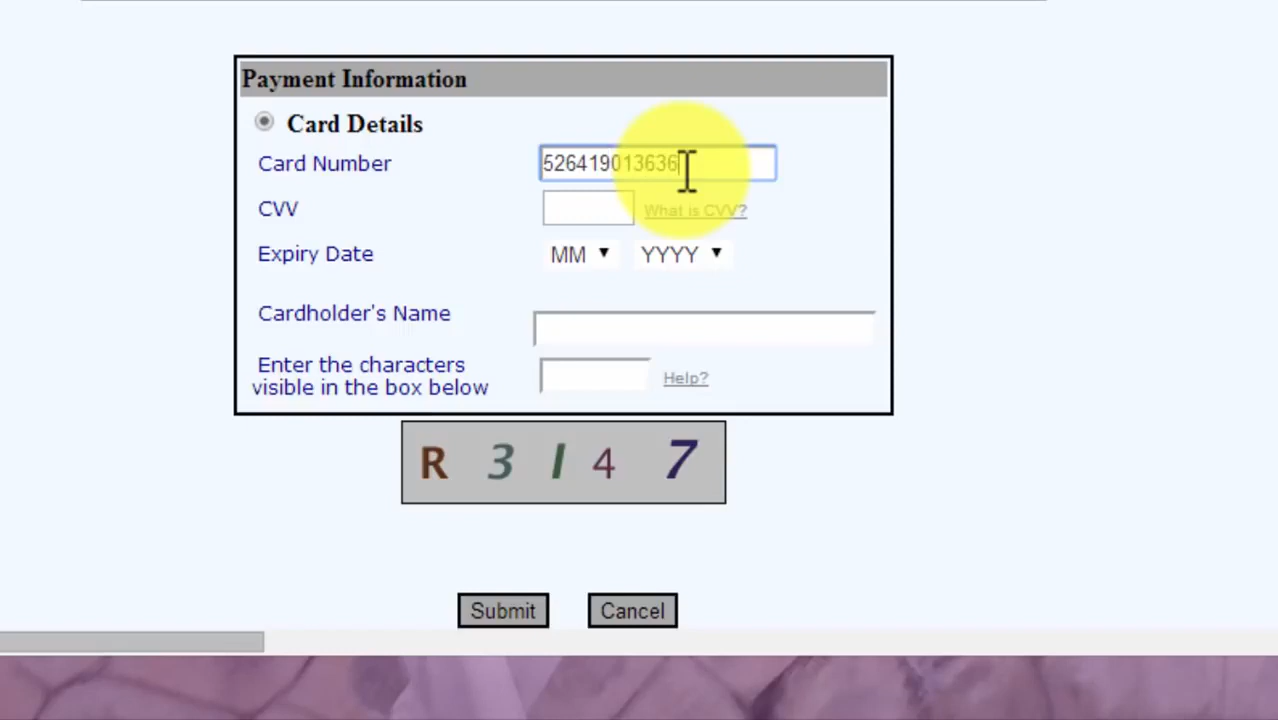 Payment Information
Card Details
Card Number 526419013636
CVV What is CVV?
Expiry Date MM YYYY
Cardholder's Name
Enter the characters
visible in the box below Help?
R 3 I 4 7
Submit Cancel